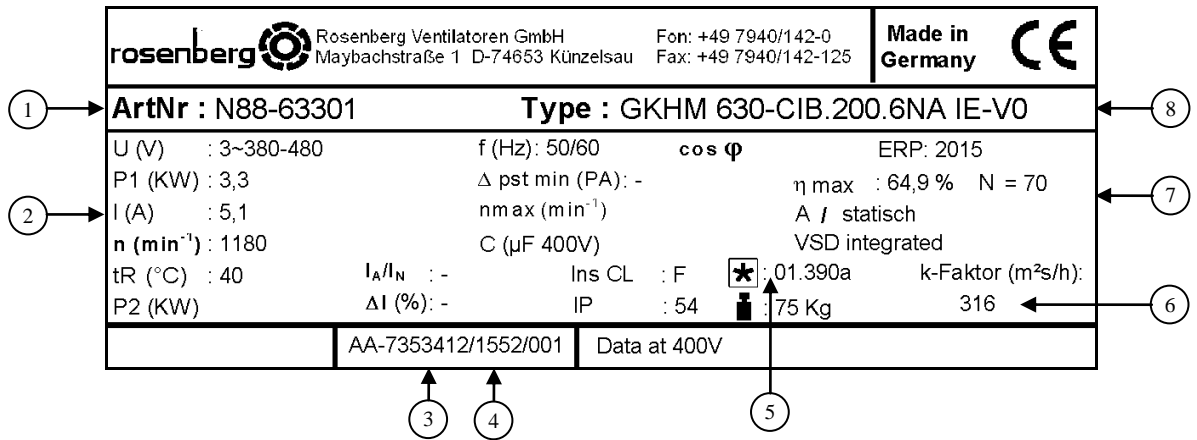 rosenberg
Rosenberg Ventilatoren GmbH Fon: +49 7940/142-0
Maybachstraße 1 D-74653 Künzelsau Fax: +49 7940/142-125
Made in
Germany
CE
1 ArtNr : N88-63301 Type : GKHM 630-CIB.200.6NA IE-V0 8
U (V) : 3~380-480 f (Hz): 50/60 cos φ ERP: 2015
P1 (KW) : 3,3 Δ pst min (PA): - η max : 64,9 % N = 70 7
2 I (A) : 5,1 nmax (min⁻¹) A / statisch
n (min⁻¹) : 1180 C (µF 400V) VSD integrated
tR (°C) : 40 I_A/I_N : - Ins CL : F * : 01.390a k-Faktor (m²s/h):
P2 (KW) ΔI (%): - IP : 54 : 75 Kg 316 6
AA-7353412/1552/001 Data at 400V
3 4 5